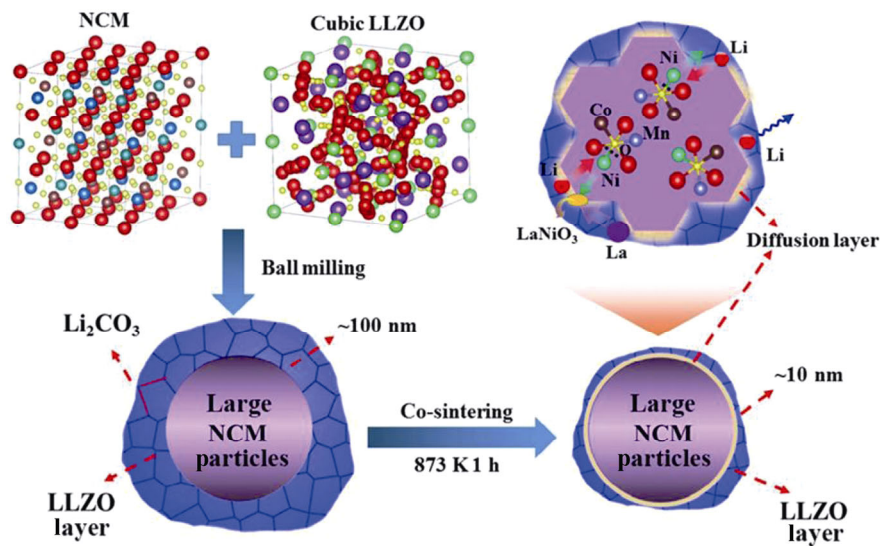 NCM
Cubic LLZO
Ball milling
Li₂CO₃
~100 nm
Large
NCM
particles
LLZO
layer
Co-sintering
873 K 1 h
Ni
Li
Co
Mn
O
Li
Ni
Li
LaNiO₃
La
Diffusion layer
~10 nm
Large
NCM
particles
LLZO
layer